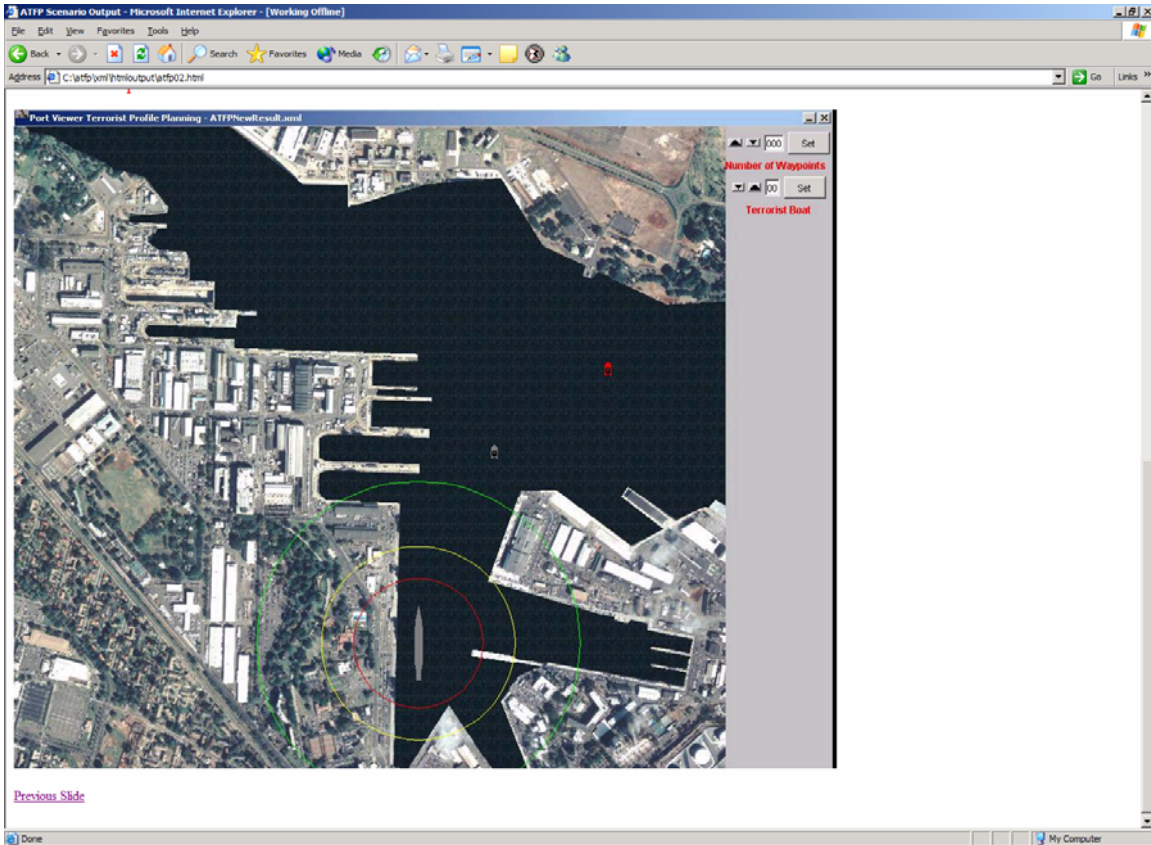 ATFP Scenario Output - Microsoft Internet Explorer - [Working Offline]
File Edit View Favorites Tools Help
Back Search Favorites Media
Address C:\atfp\xml\htmloutput\atfp02.html Go Links »
Port Viewer Terrorist Profile Planning - ATFPNewResult.xml
000 Set
Number of Waypoints
00 Set
Terrorist Boat
Previous Slide
Done My Computer